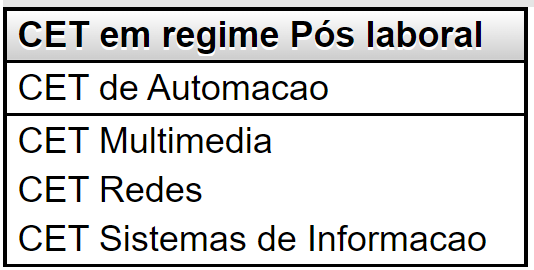 CET em regime Pós laboral
CET de Automacao
CET Multimedia
CET Redes
CET Sistemas de Informacao